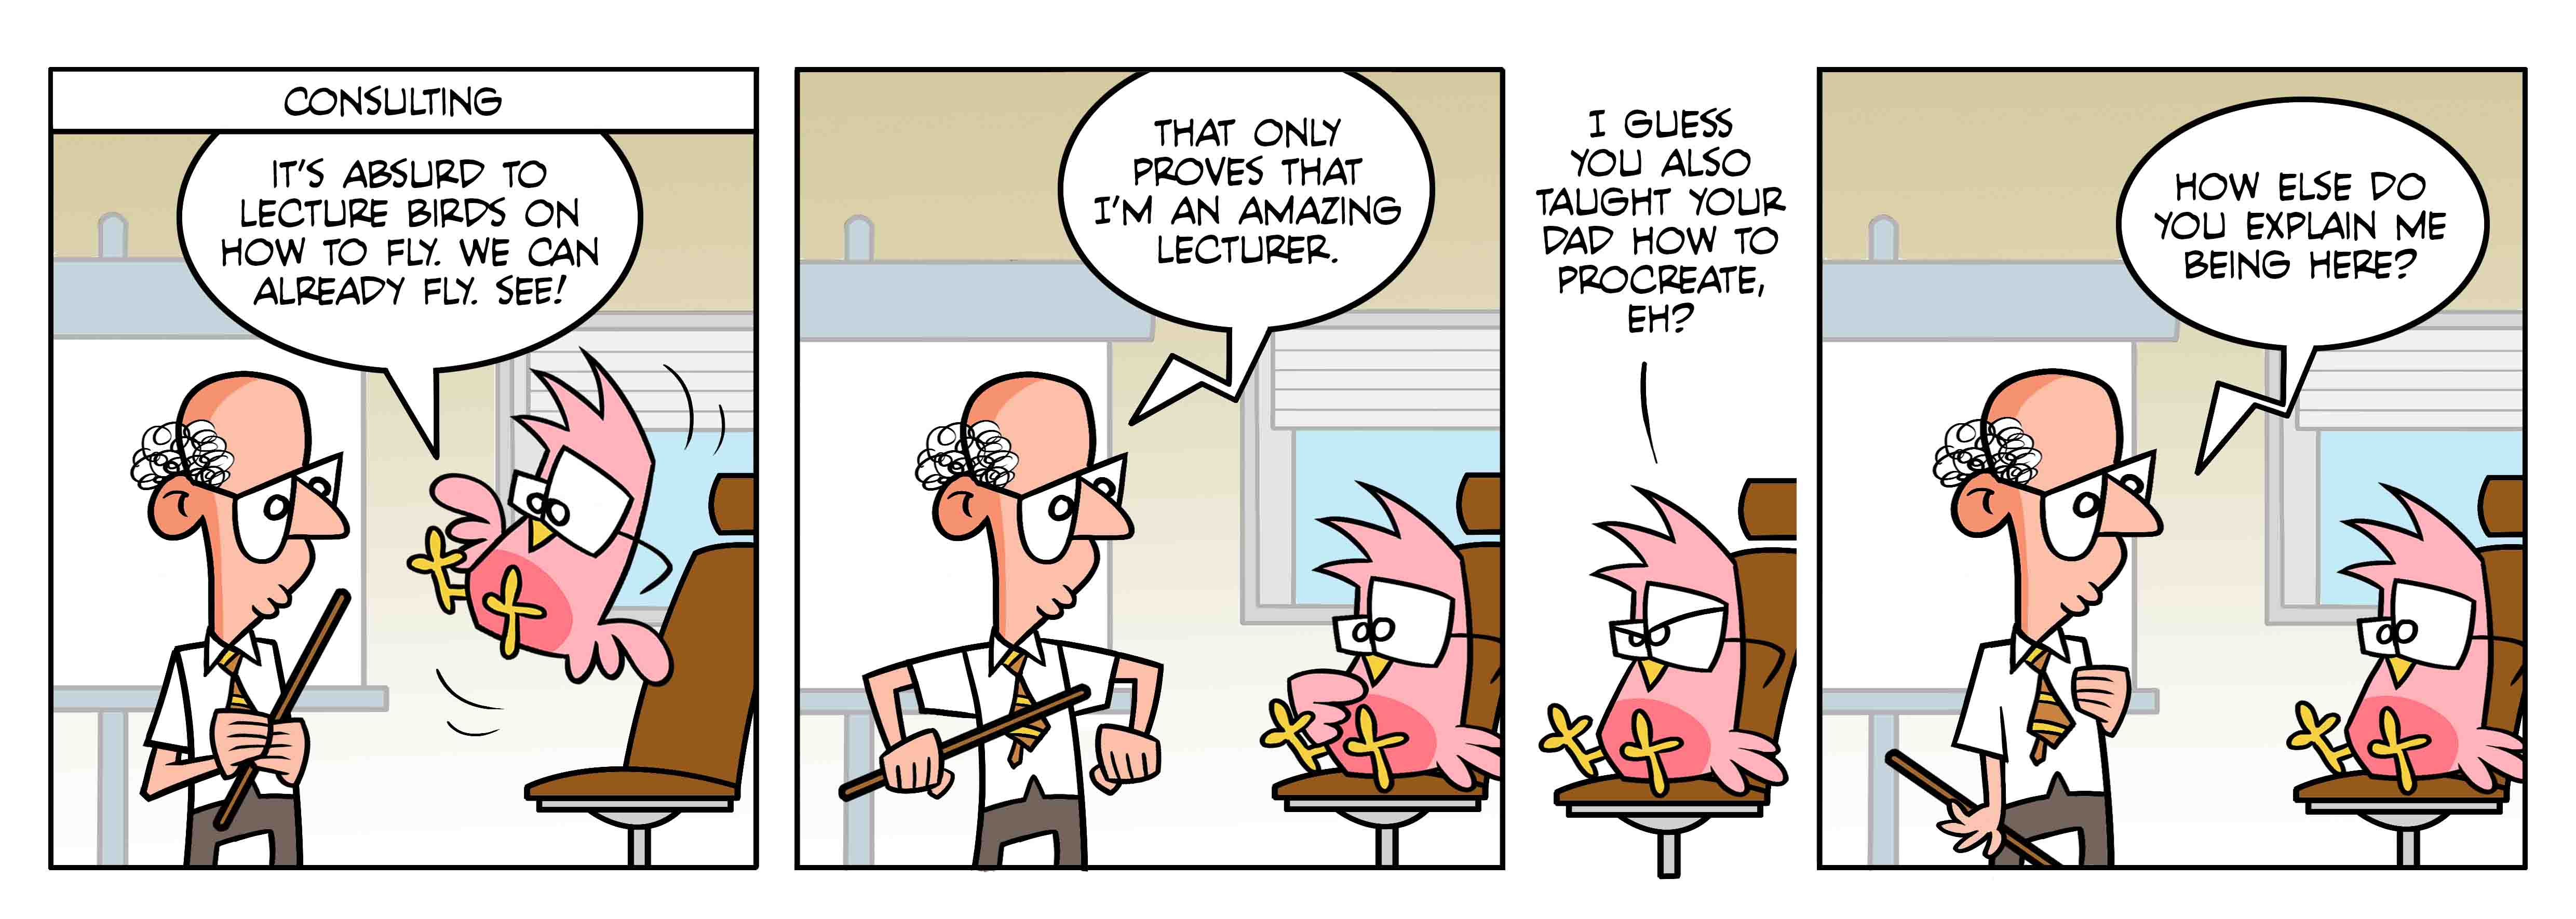 CONSULTING
IT'S ABSURD TO
LECTURE BIRDS ON
HOW TO FLY. WE CAN
ALREADY FLY. SEE!
THAT ONLY
PROVES THAT
I'M AN AMAZING
LECTURER.
I GUESS
YOU ALSO
TAUGHT YOUR
DAD HOW TO
PROCREATE,
EH?
HOW ELSE DO
YOU EXPLAIN ME
BEING HERE?